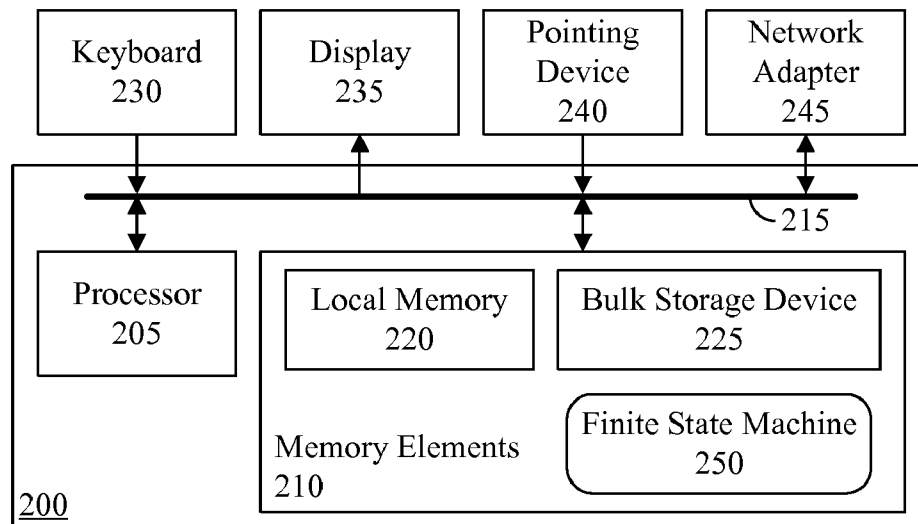 Keyboard
230
Display
235
Pointing
Device
240
Network
Adapter
245
215
Processor
205
Local Memory
220
Bulk Storage Device
225
Memory Elements
210
Finite State Machine
250
200